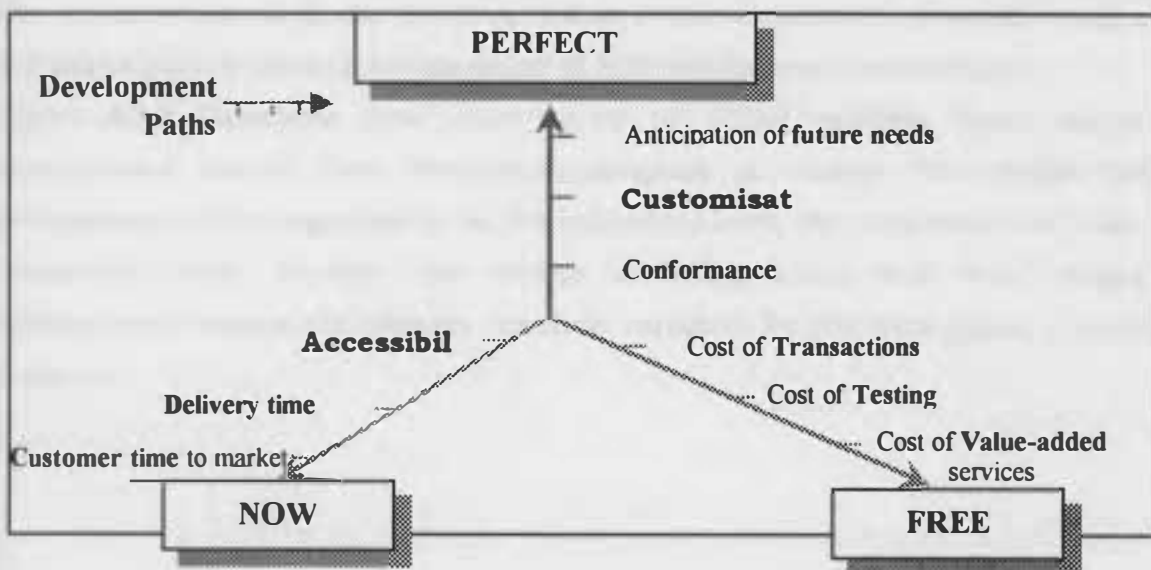 PERFECT
Development
Paths
Anticipation of future needs
Customisat
Conformance
Accessibil
Cost of Transactions
Delivery time
Cost of Testing
Customer time to marke
Cost of Value-added
services
NOW
FREE